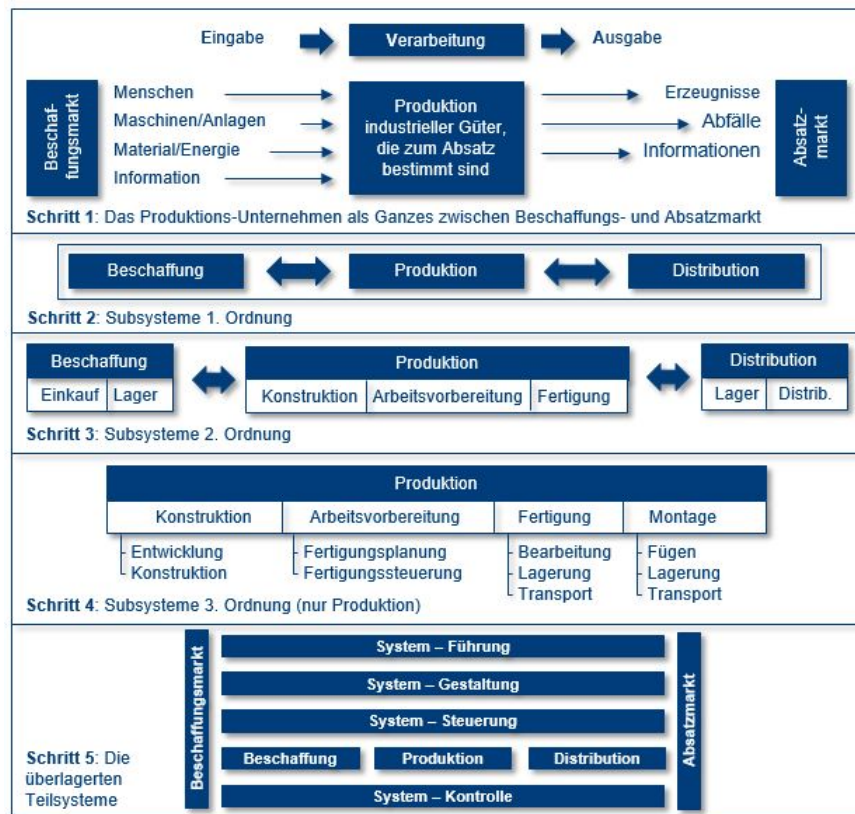 Eingabe
Verarbeitung
Ausgabe
Beschaf-
fungsmarkt
Menschen
Maschinen/Anlagen
Material/Energie
Information
Produktion
industrieller Güter,
die zum Absatz
bestimmt sind
Erzeugnisse
Abfälle
Informationen
Absatz-
markt
Schritt 1: Das Produktions-Unternehmen als Ganzes zwischen Beschaffungs- und Absatzmarkt
Beschaffung
Produktion
Distribution
Schritt 2: Subsysteme 1. Ordnung
Beschaffung
Einkauf
Lager
Produktion
Konstruktion
Arbeitsvorbereitung
Fertigung
Distribution
Lager
Distrib.
Schritt 3: Subsysteme 2. Ordnung
Produktion
Konstruktion
Arbeitsvorbereitung
Fertigung
Montage
Entwicklung
Konstruktion
Fertigungsplanung
Fertigungssteuerung
Bearbeitung
Lagerung
Transport
Fügen
Lagerung
Transport
Schritt 4: Subsysteme 3. Ordnung (nur Produktion)
Beschaffungsmarkt
System – Führung
System – Gestaltung
System – Steuerung
Beschaffung
Produktion
Distribution
System – Kontrolle
Absatzmarkt
Schritt 5: Die
überlagerten
Teilsysteme